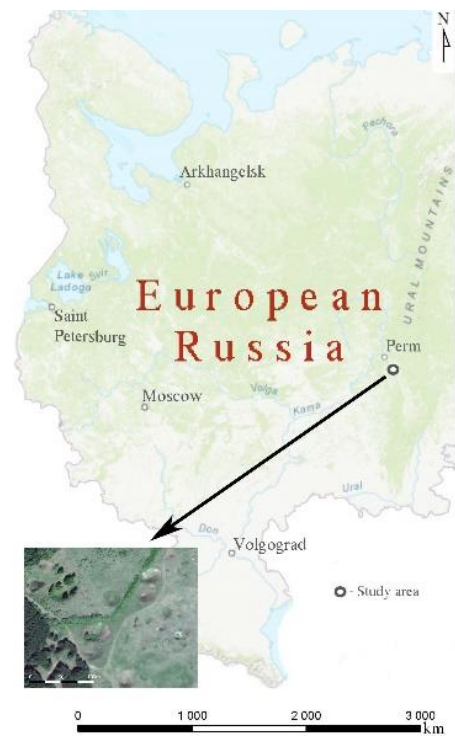 N
Pechora
Arkhangelsk
URAL MOUNTAINS
Lake Svir
Ladoga
European
Russia
Saint
Petersburg
Perm
Moscow
Volga
Kama
Ural
Don
Volgograd
- Study area
0 1 000 2 000 3 000
km